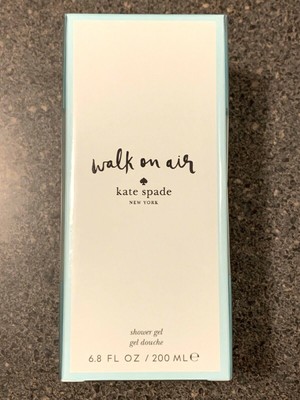 walk on air
kate spade
NEW YORK
shower gel
gel douche
6.8 FL OZ / 200 ML℮